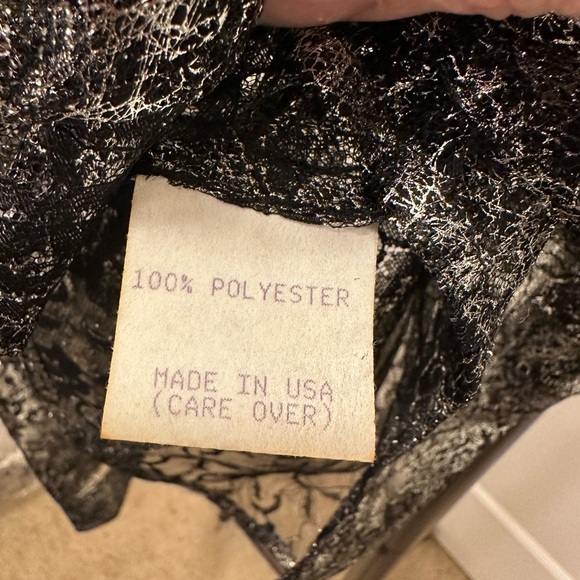 100% POLYESTER
MADE IN USA
(CARE OVER)